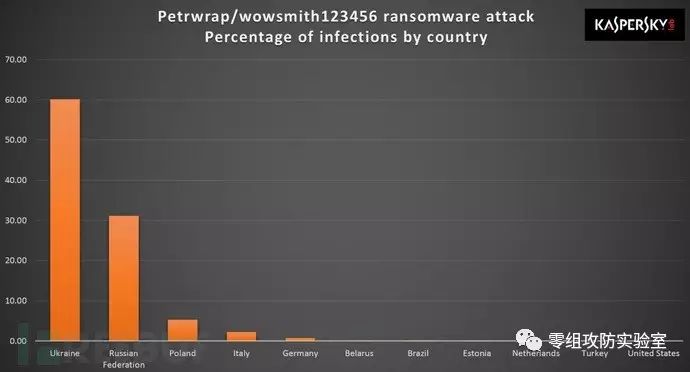 Petrwrap/wowsmith123456 ransomware attack
Percentage of infections by country
KASPERSKY lab
70.00
60.00
50.00
40.00
30.00
20.00
10.00
0.00
Ukraine
Russian Federation
Poland
Italy
Germany
Belarus
Brazil
Estonia
Netherlands
Turkey
United States
零组攻防实验室